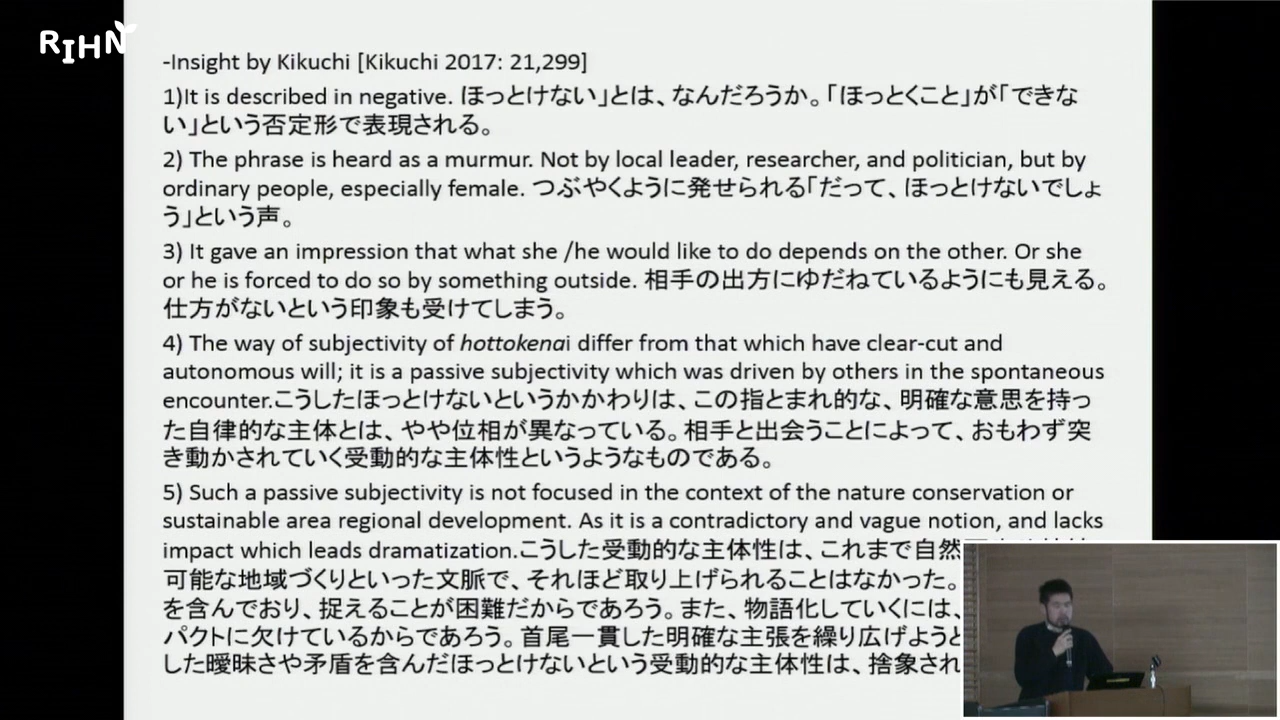 RIHN
-Insight by Kikuchi [Kikuchi 2017: 21,299]
1)It is described in negative. ほっとけない」とは、なんだろうか。「ほっとくこと」が「できな
い」という否定形で表現される。
2) The phrase is heard as a murmur. Not by local leader, researcher, and politician, but by
ordinary people, especially female. つぶやくように発せられる「だって、ほっとけないでしょ
う」という声。
3) It gave an impression that what she /he would like to do depends on the other. Or she
or he is forced to do so by something outside. 相手の出方にゆだねているようにも見える。
仕方がないという印象も受けてしまう。
4) The way of subjectivity of hottokenai differ from that which have clear-cut and
autonomous will; it is a passive subjectivity which was driven by others in the spontaneous
encounter.こうしたほっとけないというかかわりは、この指とまれ的な、明確な意思を持っ
た自律的な主体とは、やや位相が異なっている。相手と出会うことによって、おもわず突
き動かされていく受動的な主体性というようなものである。
5) Such a passive subjectivity is not focused in the context of the nature conservation or
sustainable area regional development. As it is a contradictory and vague notion, and lacks
impact which leads dramatization.こうした受動的な主体性は、これまで自然
可能な地域づくりといった文脈で、それほど取り上げられることはなかった。
を含んでおり、捉えることが困難だからであろう。また、物語化していくには、
パクトに欠けているからであろう。首尾一貫した明確な主張を繰り広げようと
した曖昧さや矛盾を含んだほっとけないという受動的な主体性は、捨象され